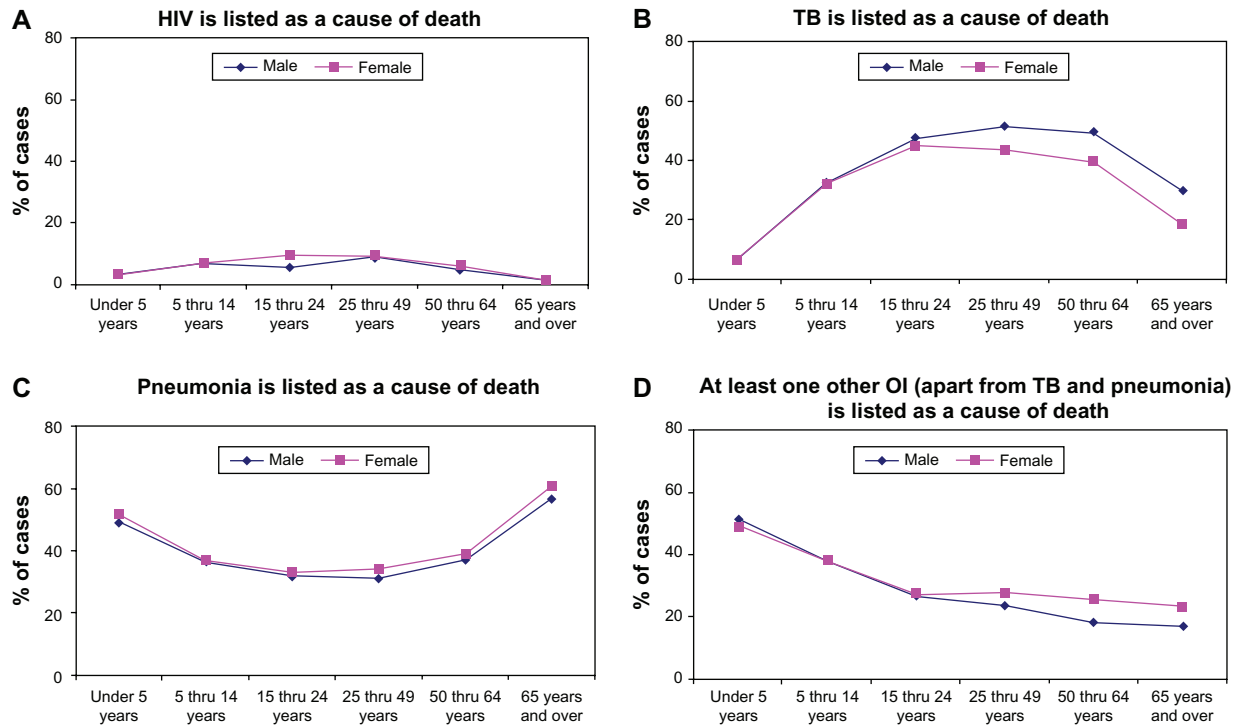 A
HIV is listed as a cause of death
80
60
40
20
0
% of cases
Male
Female
Under 5
years
5 thru 14
years
15 thru 24
years
25 thru 49
years
50 thru 64
years
65 years
and over
B
TB is listed as a cause of death
80
60
40
20
0
% of cases
Male
Female
Under 5
years
5 thru 14
years
15 thru 24
years
25 thru 49
years
50 thru 64
years
65 years
and over
C
Pneumonia is listed as a cause of death
80
60
40
20
0
% of cases
Male
Female
Under 5
years
5 thru 14
years
15 thru 24
years
25 thru 49
years
50 thru 64
years
65 years
and over
D
At least one other OI (apart from TB and pneumonia)
is listed as a cause of death
80
60
40
20
0
% of cases
Male
Female
Under 5
years
5 thru 14
years
15 thru 24
years
25 thru 49
years
50 thru 64
years
65 years
and over